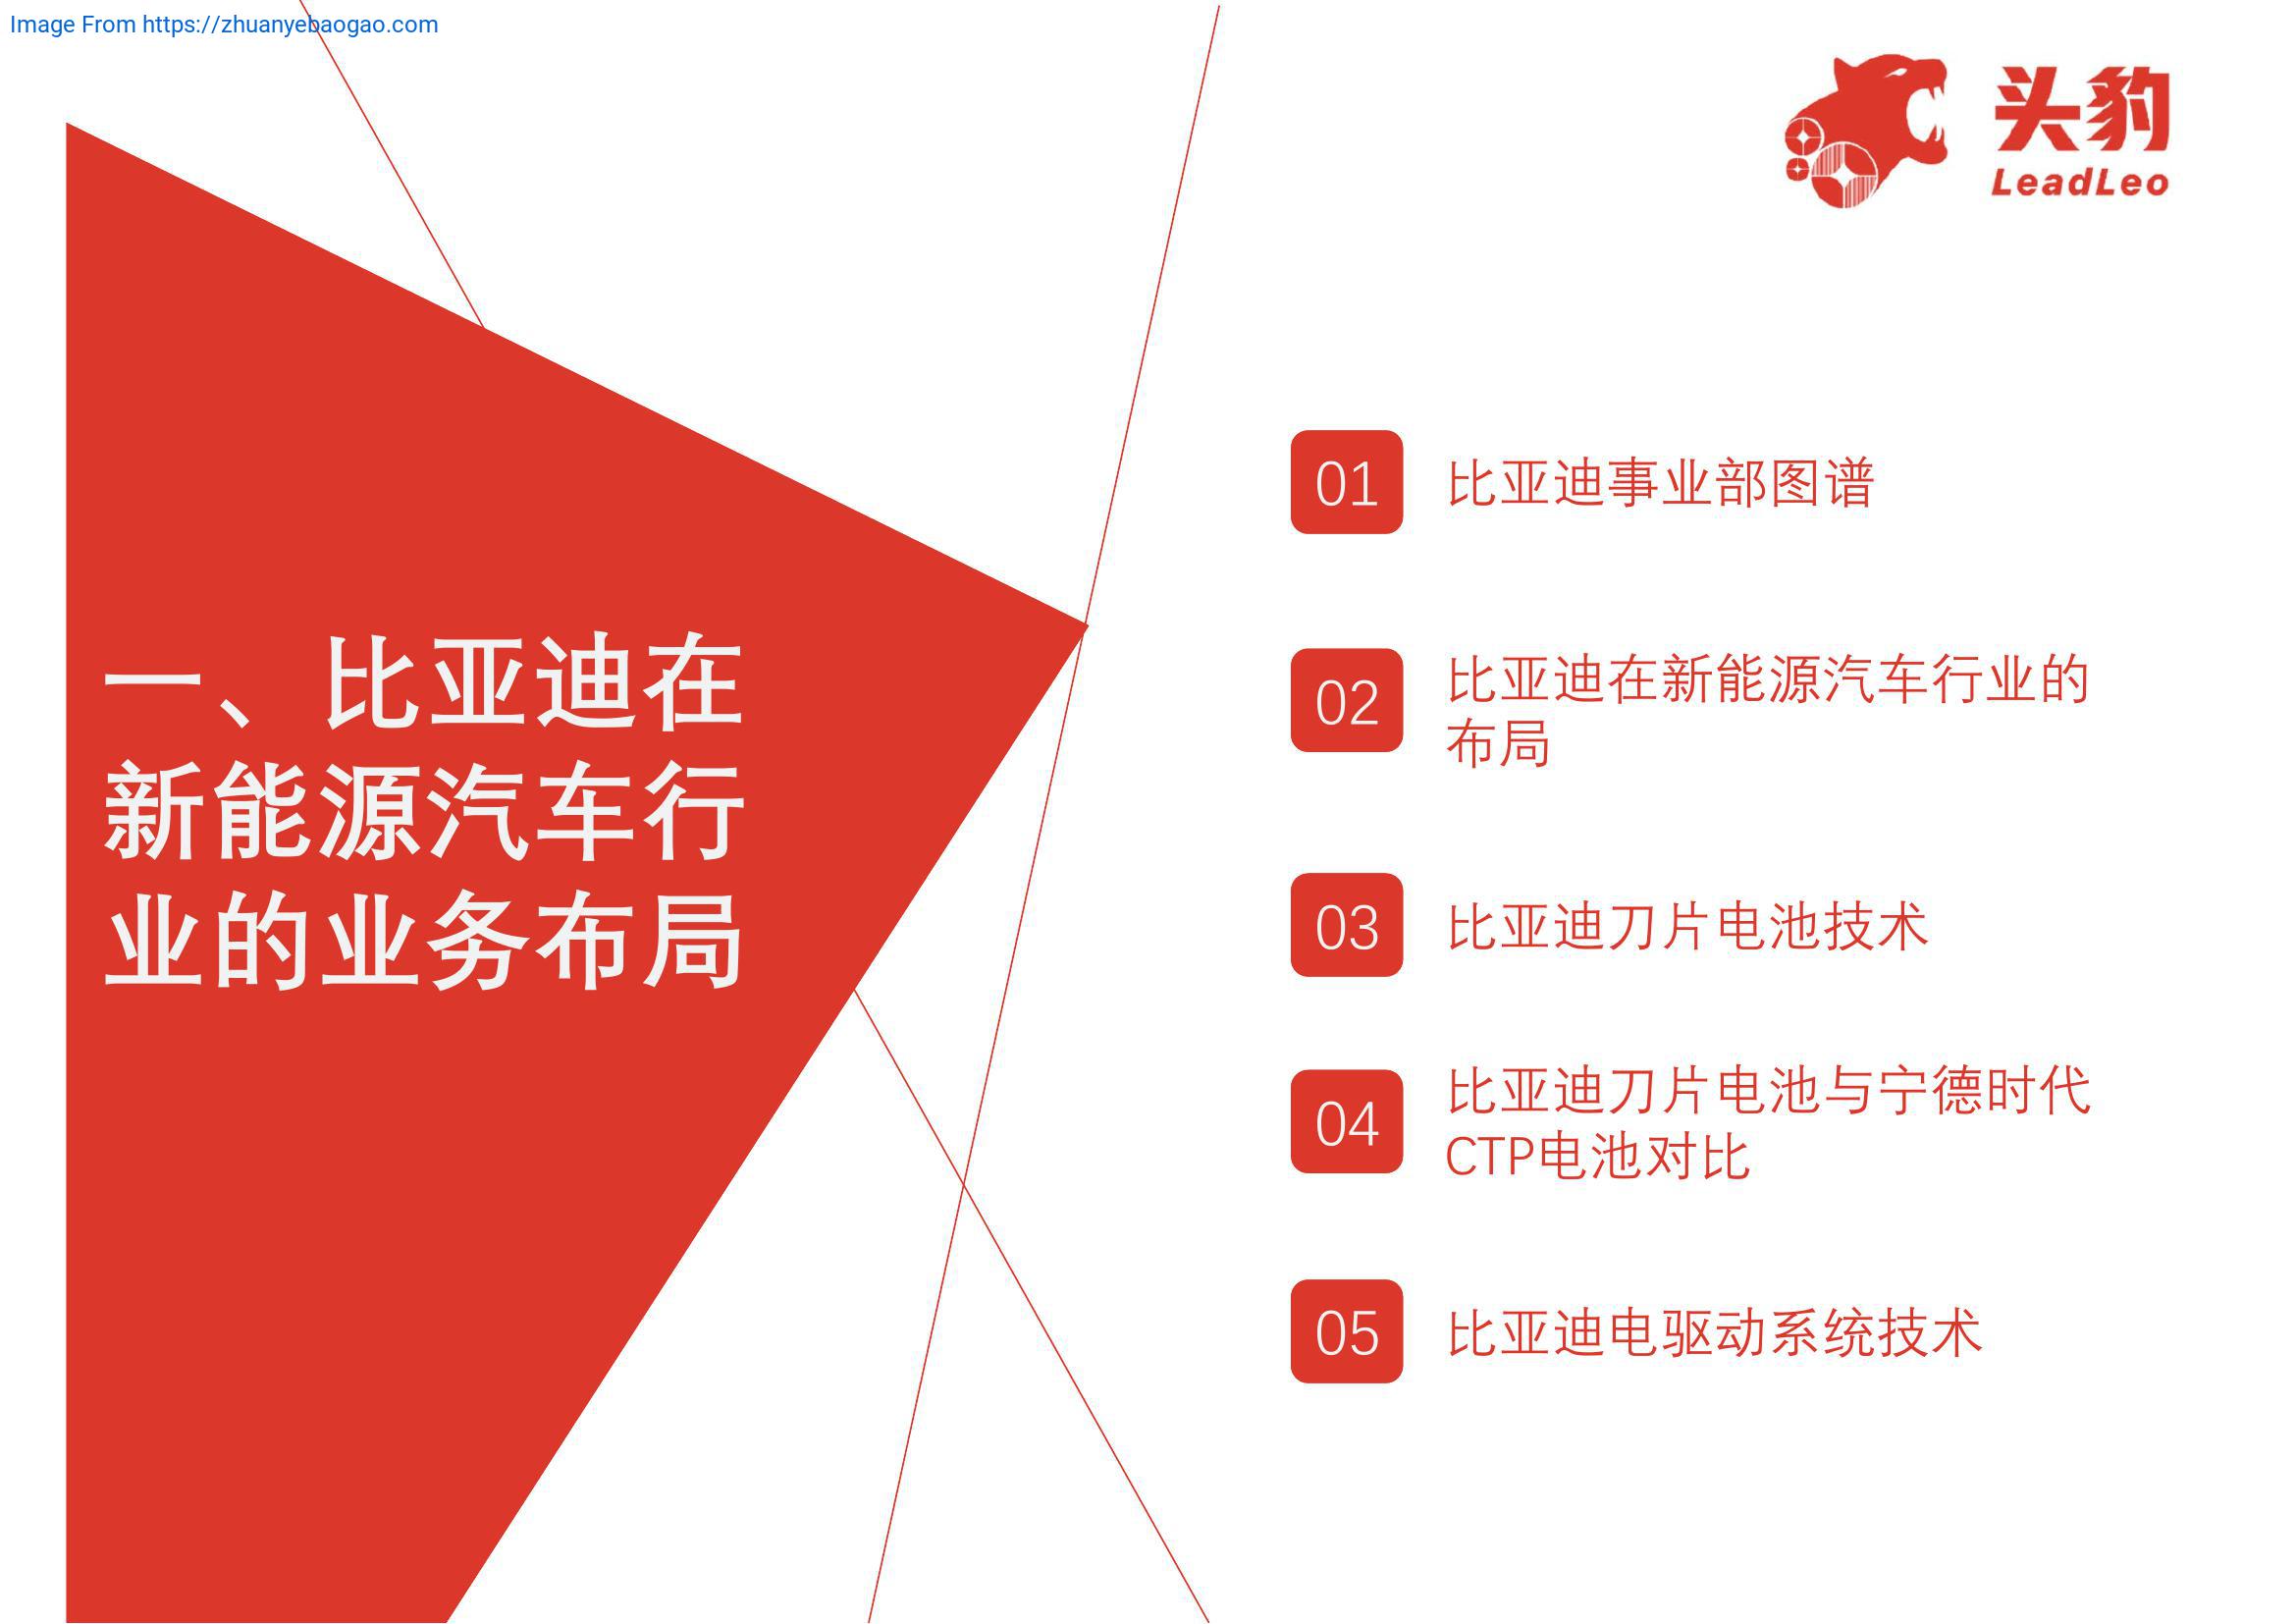 Image From https://zhuanyebaogao.com
头豹
LeadLeo
一、比亚迪在
新能源汽车行
业的业务布局
01 比亚迪事业部图谱
02 比亚迪在新能源汽车行业的
布局
03 比亚迪刀片电池技术
04 比亚迪刀片电池与宁德时代
CTP电池对比
05 比亚迪电驱动系统技术